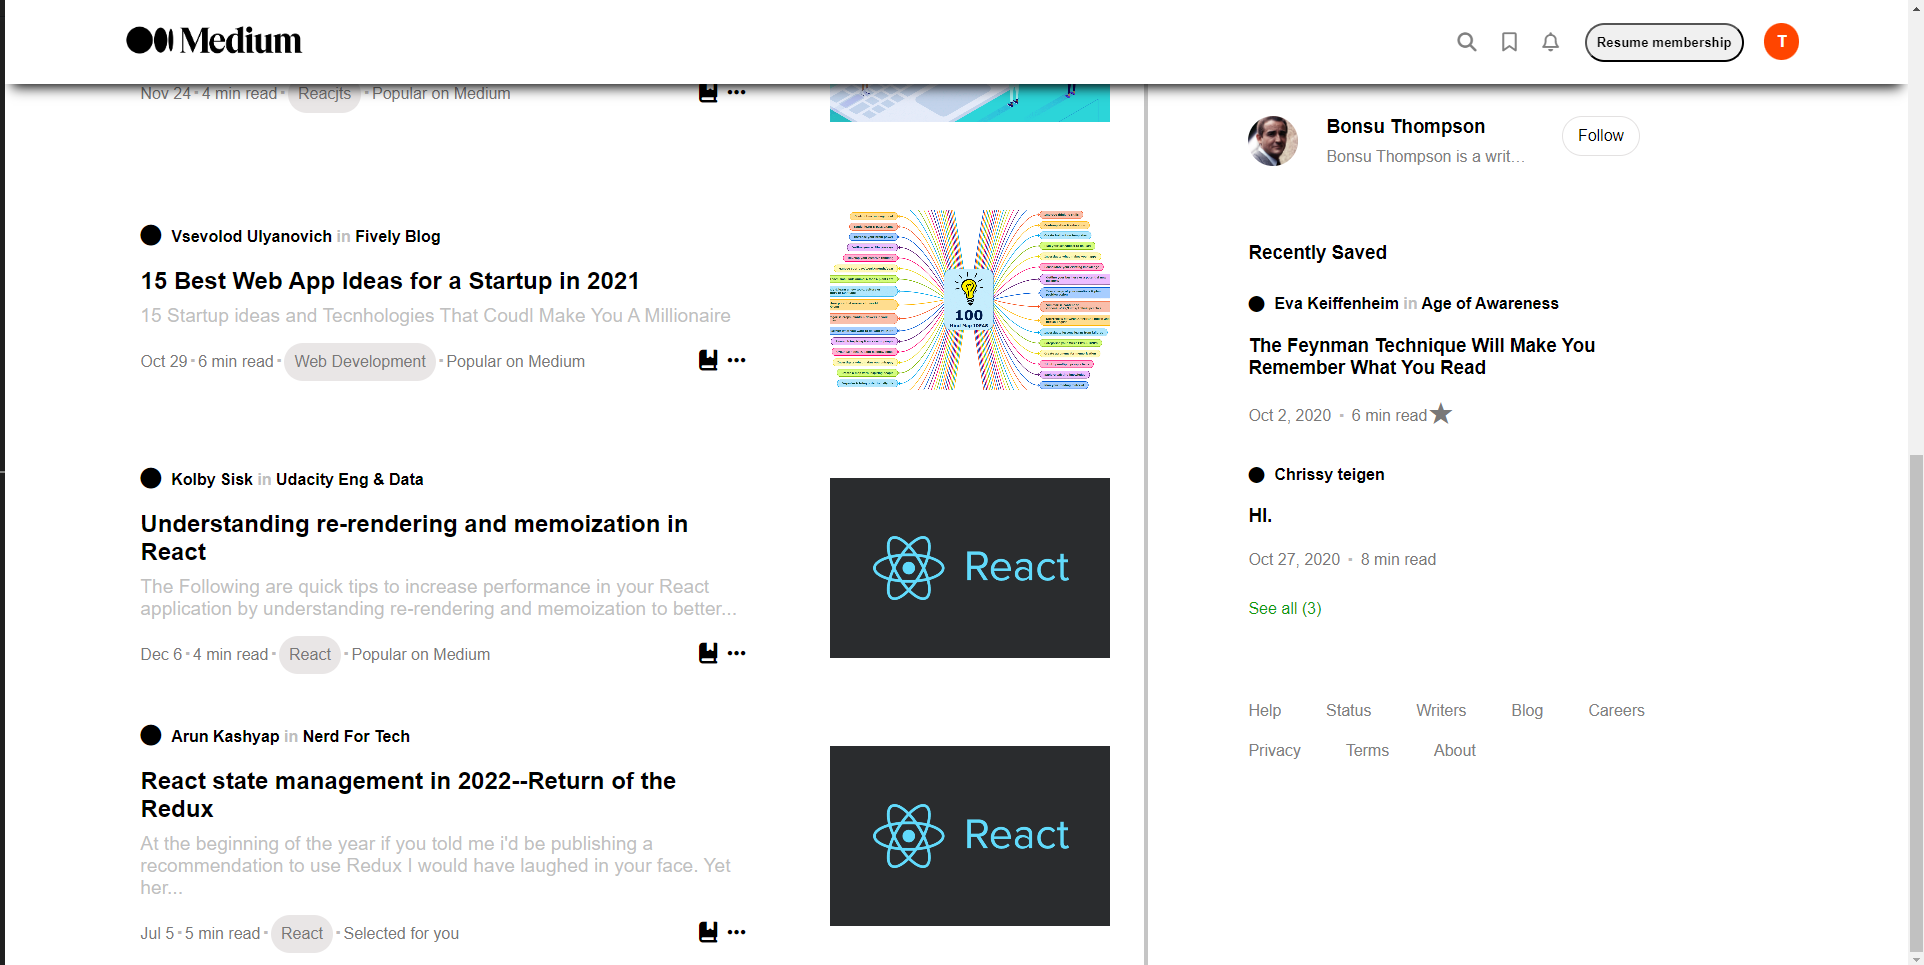 Medium
Resume membership
T
Nov 24 · 4 min read · Reacjts · Popular on Medium
Vsevolod Ulyanovich in Fively Blog
15 Best Web App Ideas for a Startup in 2021
15 Startup ideas and Tecnhologies That Coudl Make You A Millionaire
Oct 29 · 6 min read · Web Development · Popular on Medium
100
Mind Map IDEAS
Kolby Sisk in Udacity Eng & Data
Understanding re-rendering and memoization in
React
The Following are quick tips to increase performance in your React
application by understanding re-rendering and memoization to better...
Dec 6 · 4 min read · React · Popular on Medium
React
Arun Kashyap in Nerd For Tech
React state management in 2022--Return of the
Redux
At the beginning of the year if you told me i'd be publishing a
recommendation to use Redux I would have laughed in your face. Yet
her...
Jul 5 · 5 min read · React · Selected for you
React
Bonsu Thompson
Bonsu Thompson is a writ...
Follow
Recently Saved
Eva Keiffenheim in Age of Awareness
The Feynman Technique Will Make You
Remember What You Read
Oct 2, 2020 · 6 min read
Chrissy teigen
HI.
Oct 27, 2020 · 8 min read
See all (3)
Help Status Writers Blog Careers
Privacy Terms About